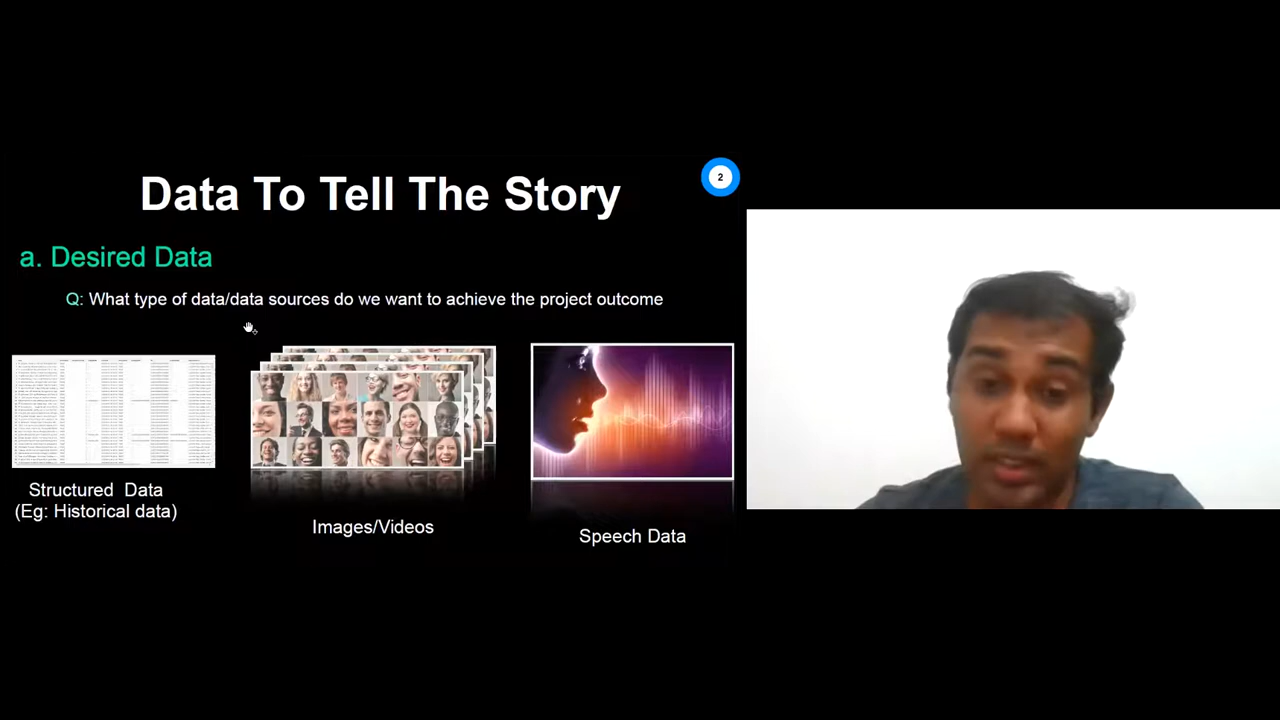 Data To Tell The Story
2
a. Desired Data
Q: What type of data/data sources do we want to achieve the project outcome
Structured Data
(Eg: Historical data)
Images/Videos
Speech Data